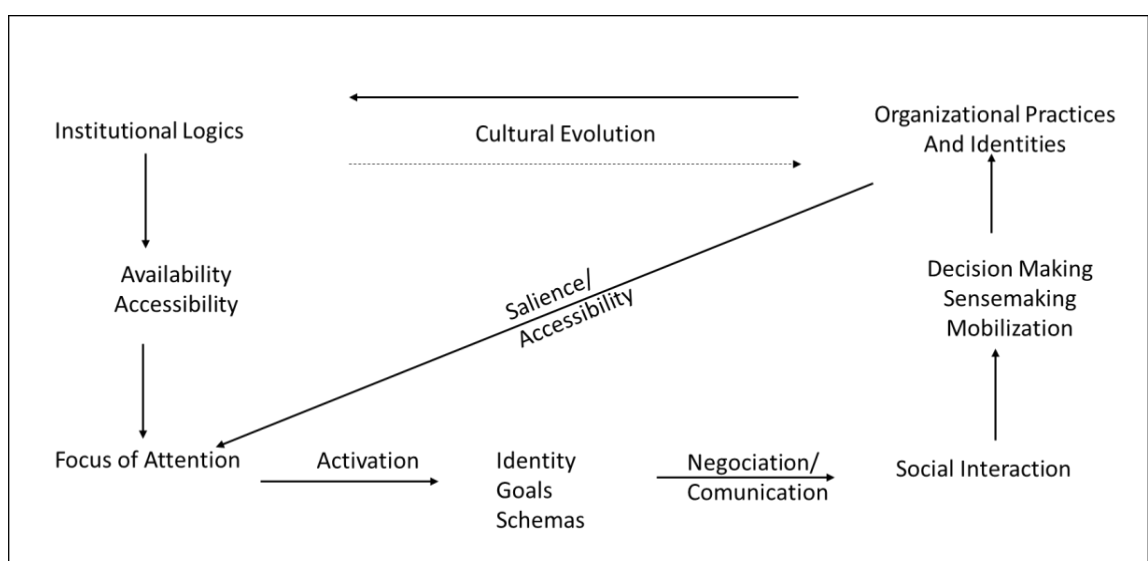 Institutional Logics
Cultural Evolution
Organizational Practices
And Identities
Availability
Accessibility
Salience/
Accessibility
Decision Making
Sensemaking
Mobilization
Focus of Attention
Activation
Identity
Goals
Schemas
Negociation/
Comunication
Social Interaction